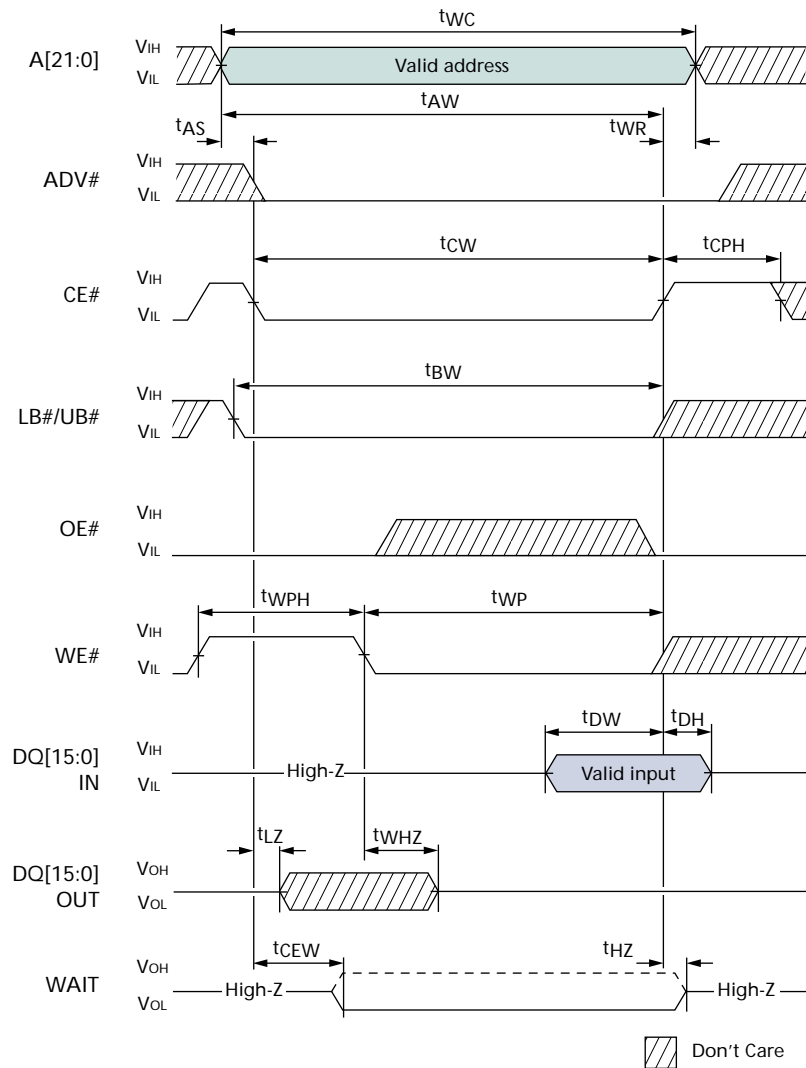 tWC
A[21:0]
VIH
VIL
Valid address
tAW
tAS
tWR
ADV#
VIH
VIL
tCW
tCPH
CE#
VIH
VIL
tBW
LB#/UB#
VIH
VIL
OE#
VIH
VIL
tWPH
tWP
WE#
VIH
VIL
tDW
tDH
DQ[15:0]
IN
VIH
VIL
High-Z
Valid input
tLZ
tWHZ
DQ[15:0]
OUT
VOH
VOL
tCEW
tHZ
WAIT
VOH
VOL
High-Z
High-Z
Don't Care